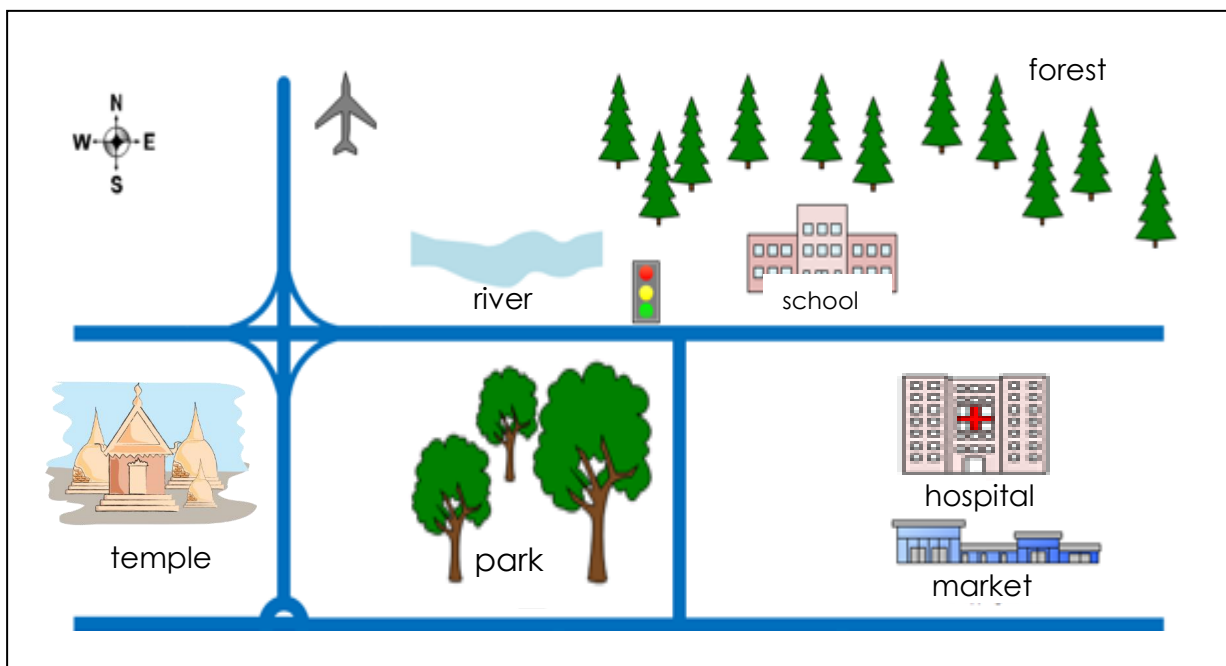 forest
N
W E
S
river
school
hospital
temple
park
market